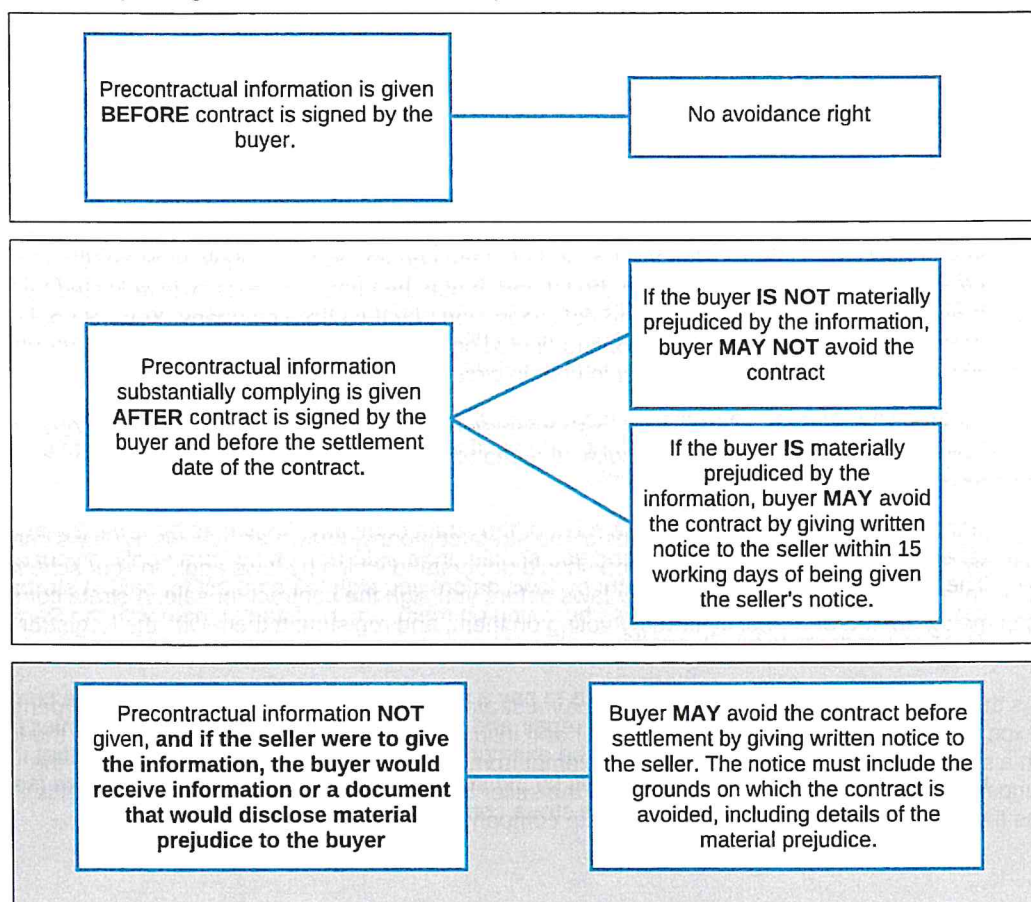 Precontractual information is given
BEFORE contract is signed by the
buyer.
No avoidance right
Precontractual information
substantially complying is given
AFTER contract is signed by the
buyer and before the settlement
date of the contract.
If the buyer IS NOT materially
prejudiced by the information,
buyer MAY NOT avoid the
contract
If the buyer IS materially
prejudiced by the
information, buyer MAY avoid
the contract by giving written
notice to the seller within 15
working days of being given
the seller's notice.
Precontractual information NOT
given, and if the seller were to give
the information, the buyer would
receive information or a document
that would disclose material
prejudice to the buyer
Buyer MAY avoid the contract before
settlement by giving written notice to
the seller. The notice must include the
grounds on which the contract is
avoided, including details of the
material prejudice.